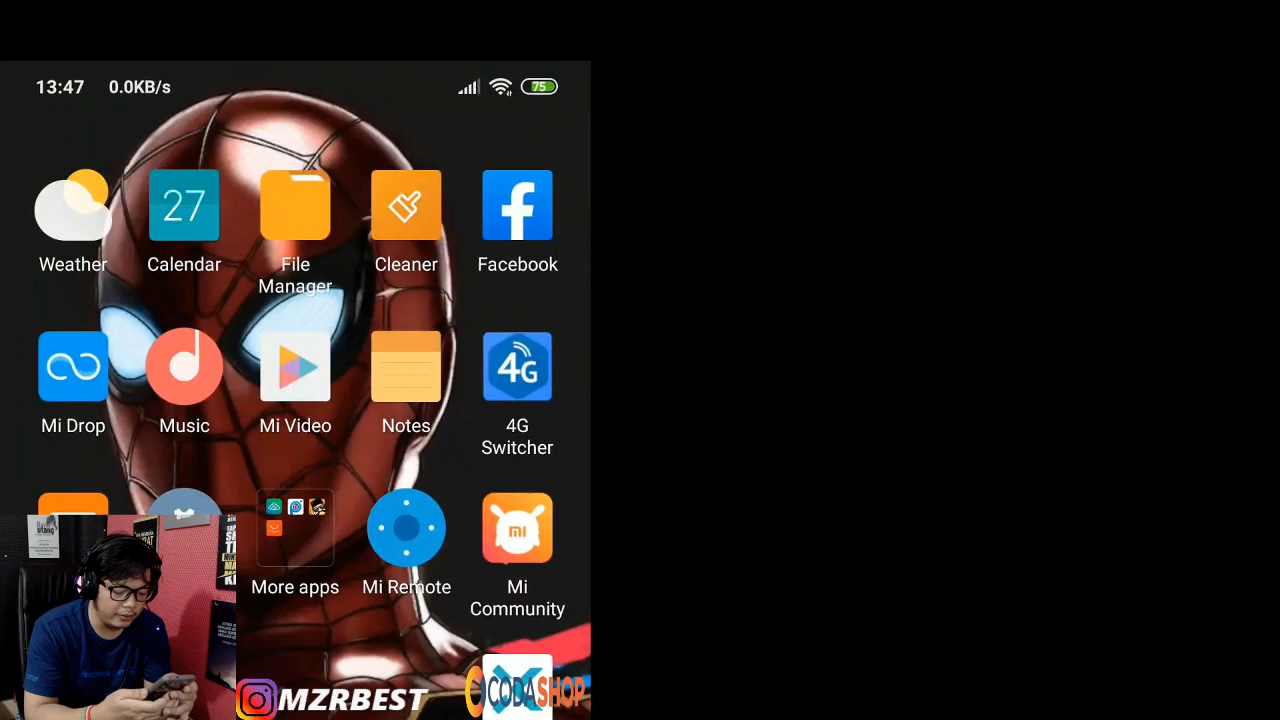 13:47 0.0KB/s 75
27
Weather Calendar File Manager Cleaner Facebook
4G
Mi Drop Music Mi Video Notes 4G Switcher
mi
More apps Mi Remote Mi Community
MZRBEST
CODASHOP